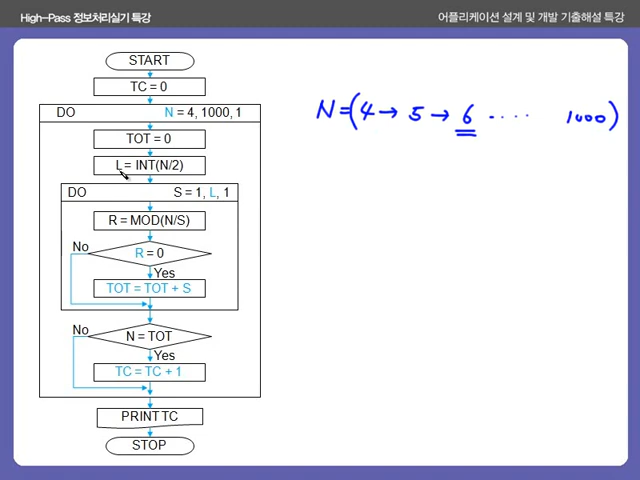 High-Pass 정보처리실기 특강
어플리케이션 설계 및 개발 기출해설 특강
START
TC = 0
DO N = 4, 1000, 1
TOT = 0
L = INT(N/2)
DO S = 1, L, 1
R = MOD(N/S)
No
R = 0
Yes
TOT = TOT + S
No
N = TOT
Yes
TC = TC + 1
PRINT TC
STOP
N=(4→ 5 → 6 ···· 1000)